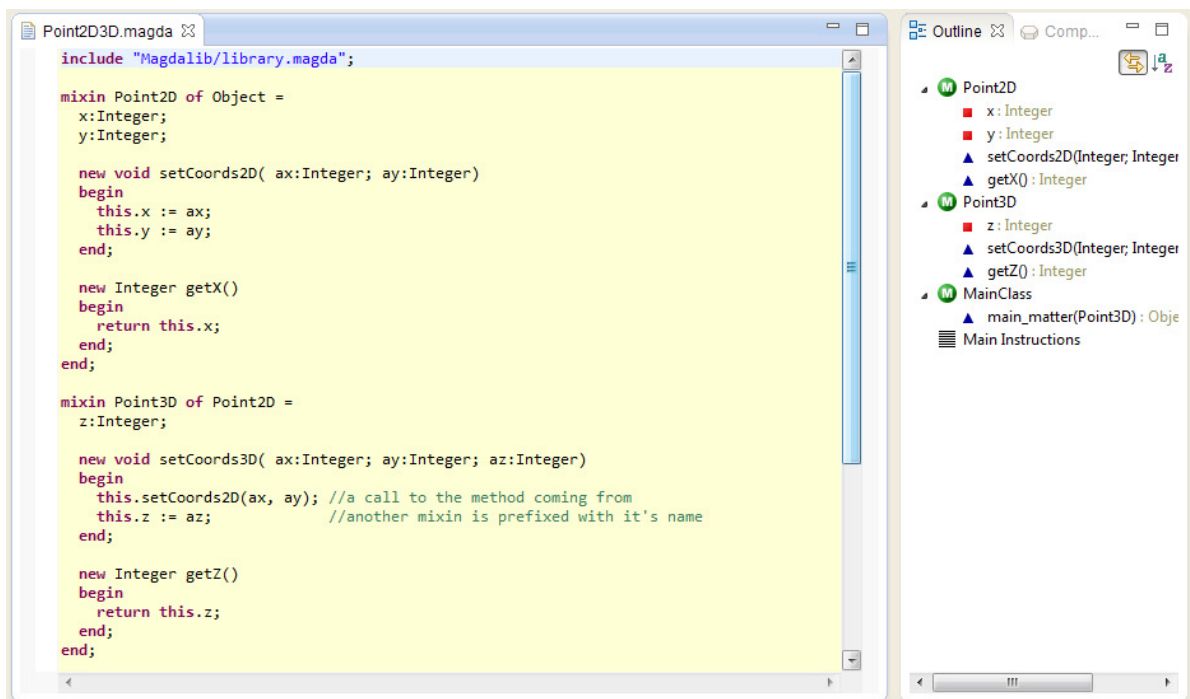 Point2D3D.magda
include "Magdalib/library.magda";
mixin Point2D of Object =
x:Integer;
y:Integer;
new void setCoords2D( ax:Integer; ay:Integer)
begin
this.x := ax;
this.y := ay;
end;
new Integer getX()
begin
return this.x;
end;
end;
mixin Point3D of Point2D =
z:Integer;
new void setCoords3D( ax:Integer; ay:Integer; az:Integer)
begin
this.setCoords2D(ax, ay); //a call to the method coming from
this.z := az; //another mixin is prefixed with it's name
end;
new Integer getZ()
begin
return this.z;
end;
end;
Outline Comp...
a
z
M Point2D
x : Integer
y : Integer
setCoords2D(Integer; Integer
getX() : Integer
M Point3D
z : Integer
setCoords3D(Integer; Integer
getZ() : Integer
M MainClass
main_matter(Point3D) : Obje
Main Instructions